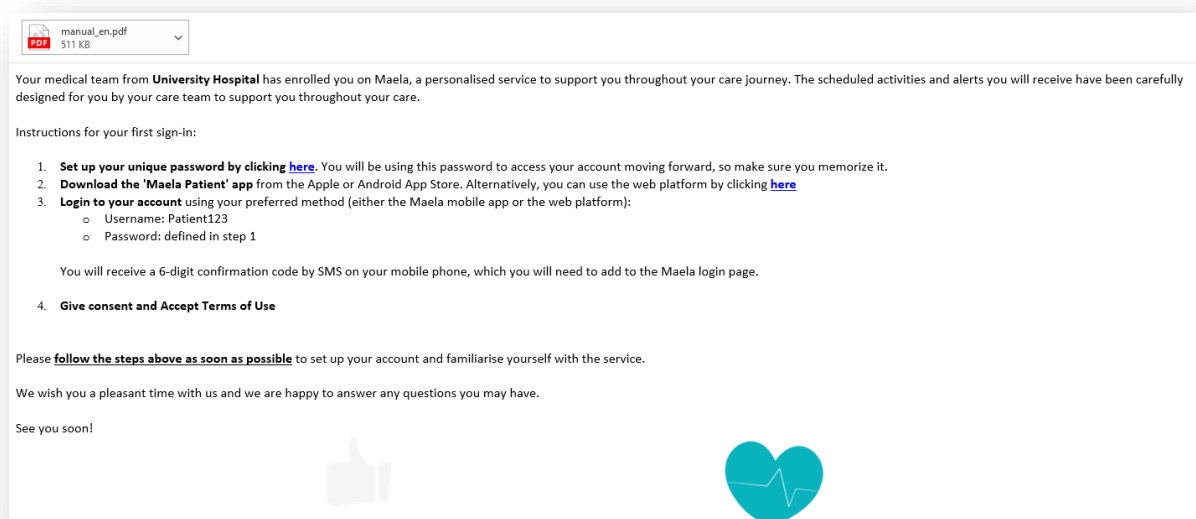 manual_en.pdf
PDF
511 KB
Your medical team from University Hospital has enrolled you on Maela, a personalised service to support you throughout your care journey. The scheduled activities and alerts you will receive have been carefully
designed for you by your care team to support you throughout your care.
Instructions for your first sign-in:
1. Set up your unique password by clicking here. You will be using this password to access your account moving forward, so make sure you memorize it.
2. Download the 'Maela Patient' app from the Apple or Android App Store. Alternatively, you can use the web platform by clicking here
3. Login to your account using your preferred method (either the Maela mobile app or the web platform):
o Username: Patient123
o Password: defined in step 1
You will receive a 6-digit confirmation code by SMS on your mobile phone, which you will need to add to the Maela login page.
4. Give consent and Accept Terms of Use
Please follow the steps above as soon as possible to set up your account and familiarise yourself with the service.
We wish you a pleasant time with us and we are happy to answer any questions you may have.
See you soon!